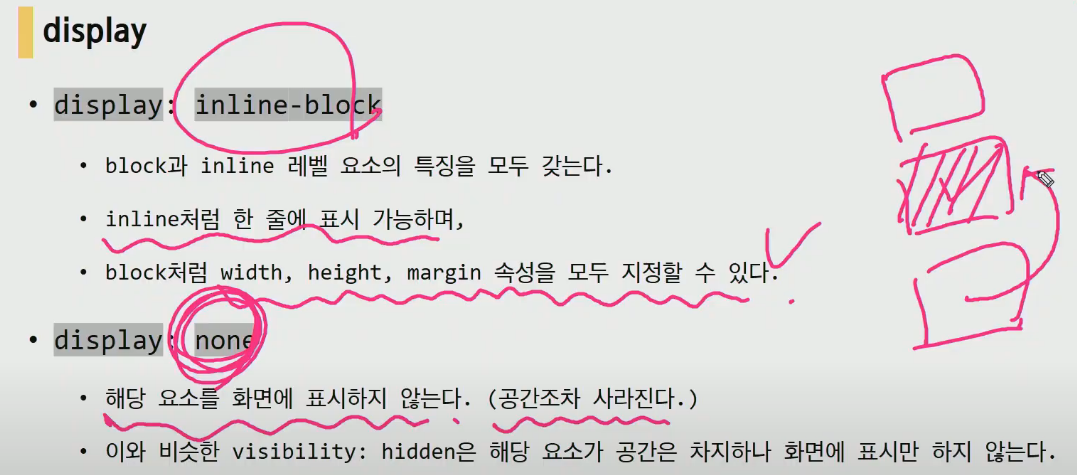 display
• display: inline-block
• block과 inline 레벨 요소의 특징을 모두 갖는다.
• inline처럼 한 줄에 표시 가능하며,
• block처럼 width, height, margin 속성을 모두 지정할 수 있다.
• display: none
• 해당 요소를 화면에 표시하지 않는다. (공간조차 사라진다.)
• 이와 비슷한 visibility: hidden은 해당 요소가 공간은 차지하나 화면에 표시만 하지 않는다.